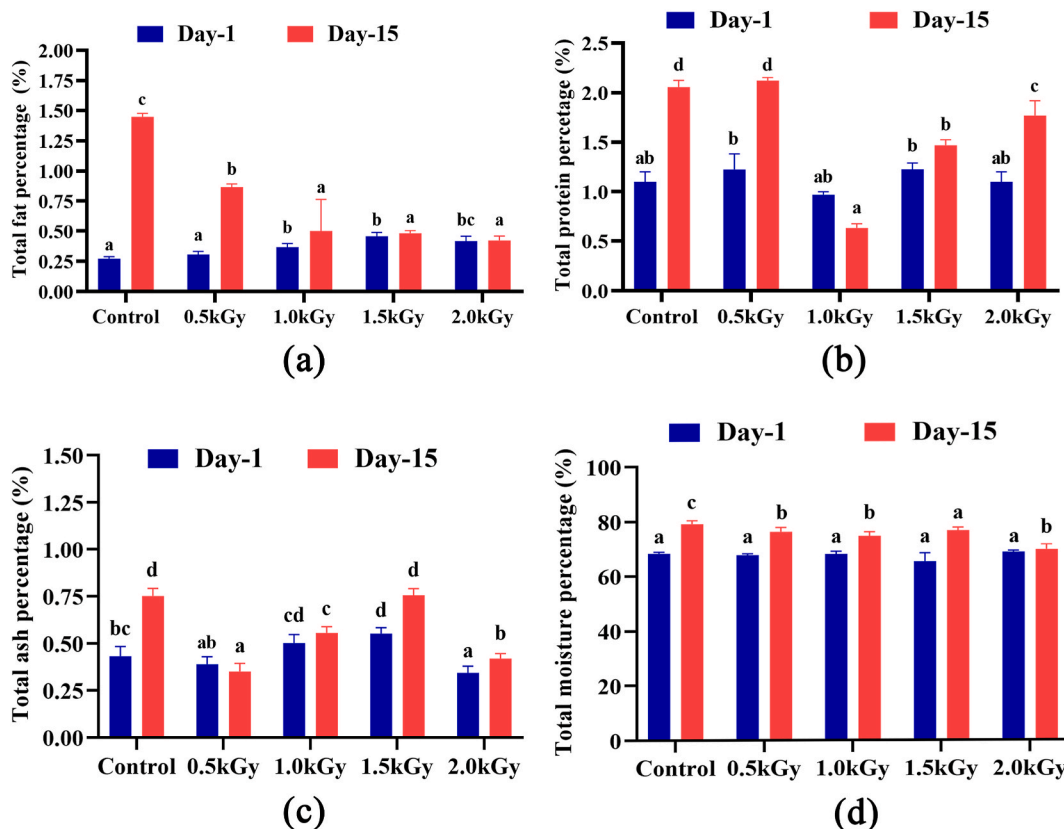 Day-1 Day-15
Total fat percentage (%)
2.00
1.75
1.50
1.25
1.00
0.75
0.50
0.25
0.00
a c
a b
b a
b a
bc a
Control 0.5kGy 1.0kGy 1.5kGy 2.0kGy
(a)
Day-1 Day-15
Total protein percetage (%)
2.5
2.0
1.5
1.0
0.5
0.0
ab d
b d
ab a
b b
ab c
Control 0.5kGy 1.0kGy 1.5kGy 2.0kGy
(b)
Day-1 Day-15
Total ash percentage (%)
1.50
1.25
1.00
0.75
0.50
0.25
0.00
bc d
ab a
cd c
d d
a b
Control 0.5kGy 1.0kGy 1.5kGy 2.0kGy
(c)
Day-1 Day-15
Total moisture percentage (%)
100
80
60
40
20
0
a c
a b
a b
a a
a b
Control 0.5kGy 1.0kGy 1.5kGy 2.0kGy
(d)